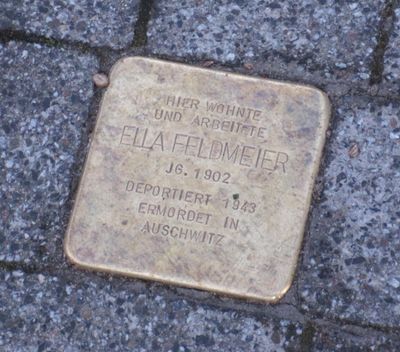 HIER WOHNTE
UND ARBEITETE
ELLA FELDMEIER
JG. 1902
DEPORTIERT 1943
ERMORDET IN
AUSCHWITZ